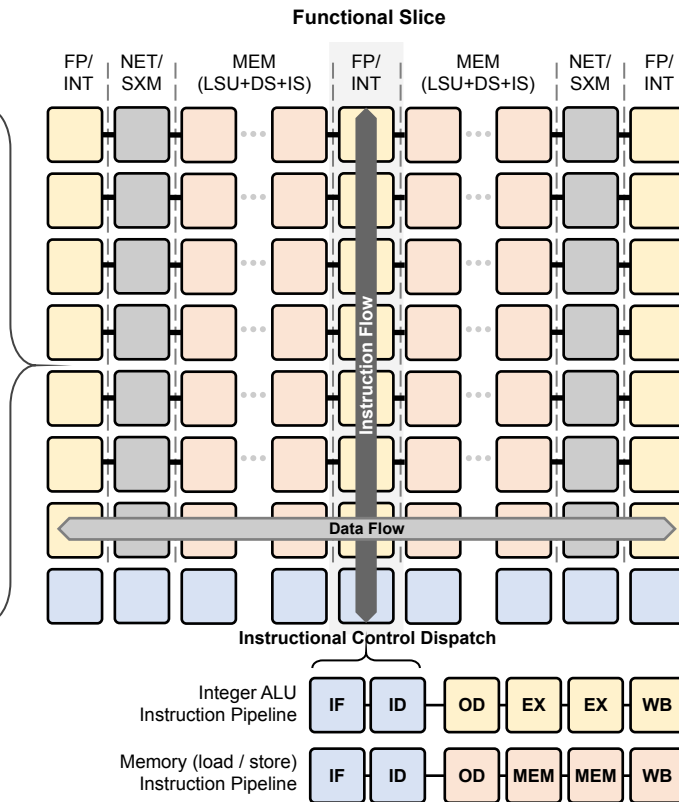 Functional Slice
FP/
INT
NET/
SXM
MEM
(LSU+DS+IS)
FP/
INT
MEM
(LSU+DS+IS)
NET/
SXM
FP/
INT
Instruction Flow
Data Flow
Instructional Control Dispatch
Integer ALU
Instruction Pipeline
IF ID OD EX EX WB
Memory (load / store)
Instruction Pipeline
IF ID OD MEM MEM WB